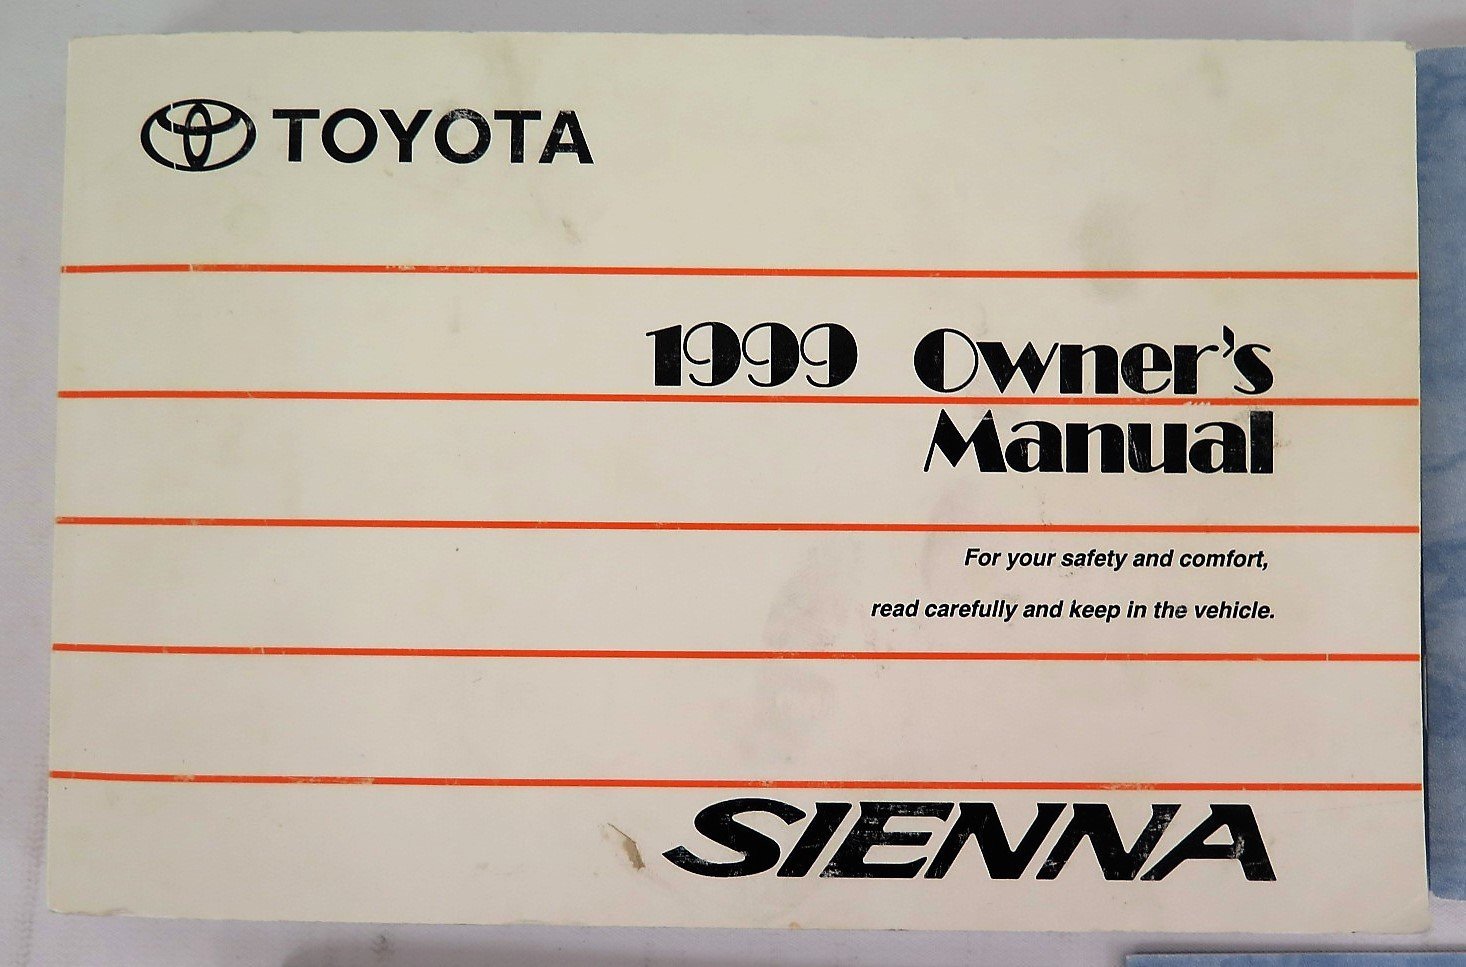 TOYOTA
1999 Owner's
Manual
For your safety and comfort,
read carefully and keep in the vehicle.
SIENNA